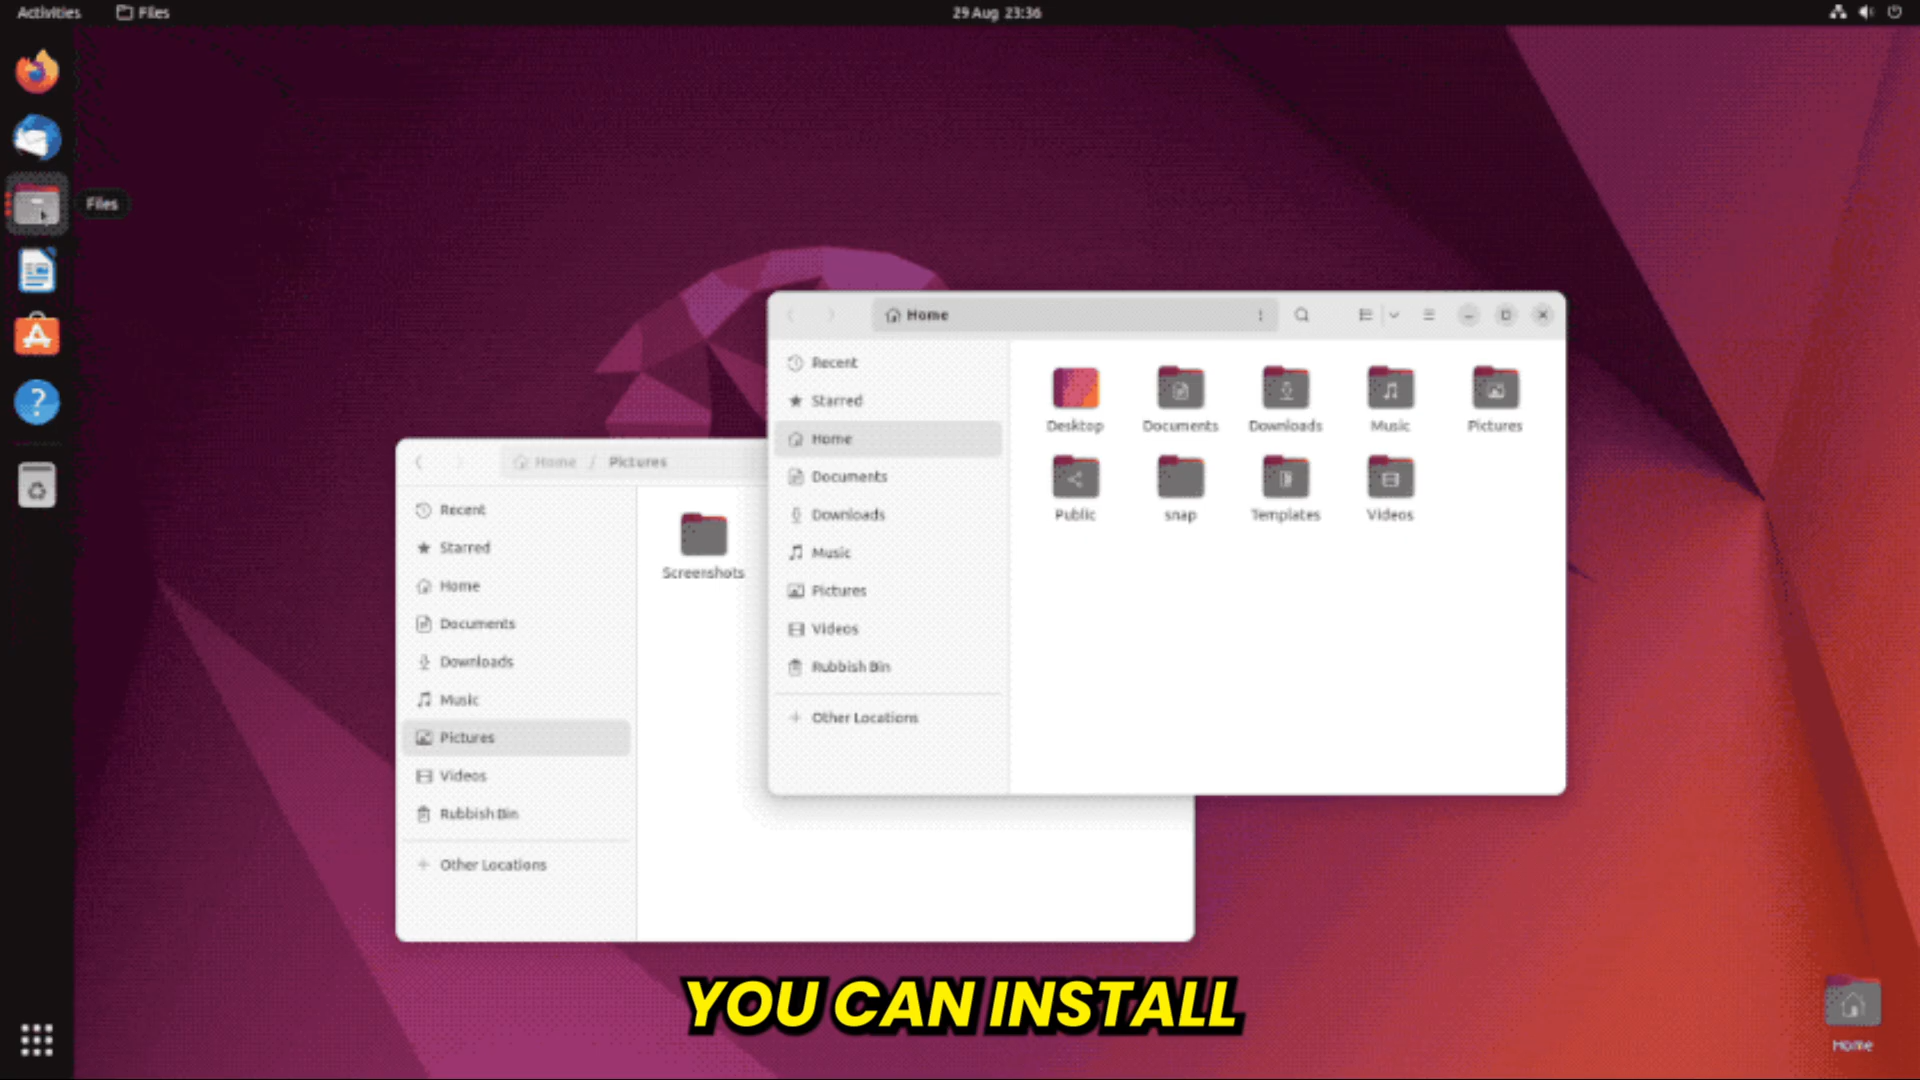 Activities
Files
29 Aug 23:36
Files
Home
Recent
Starred
Home
Documents
Downloads
Music
Pictures
Videos
Rubbish Bin
Other Locations
Desktop
Documents
Downloads
Music
Pictures
Public
snap
Templates
Videos
Home / Pictures
Recent
Starred
Home
Documents
Downloads
Music
Pictures
Videos
Rubbish Bin
Other Locations
Screenshots
YOU CAN INSTALL
Home